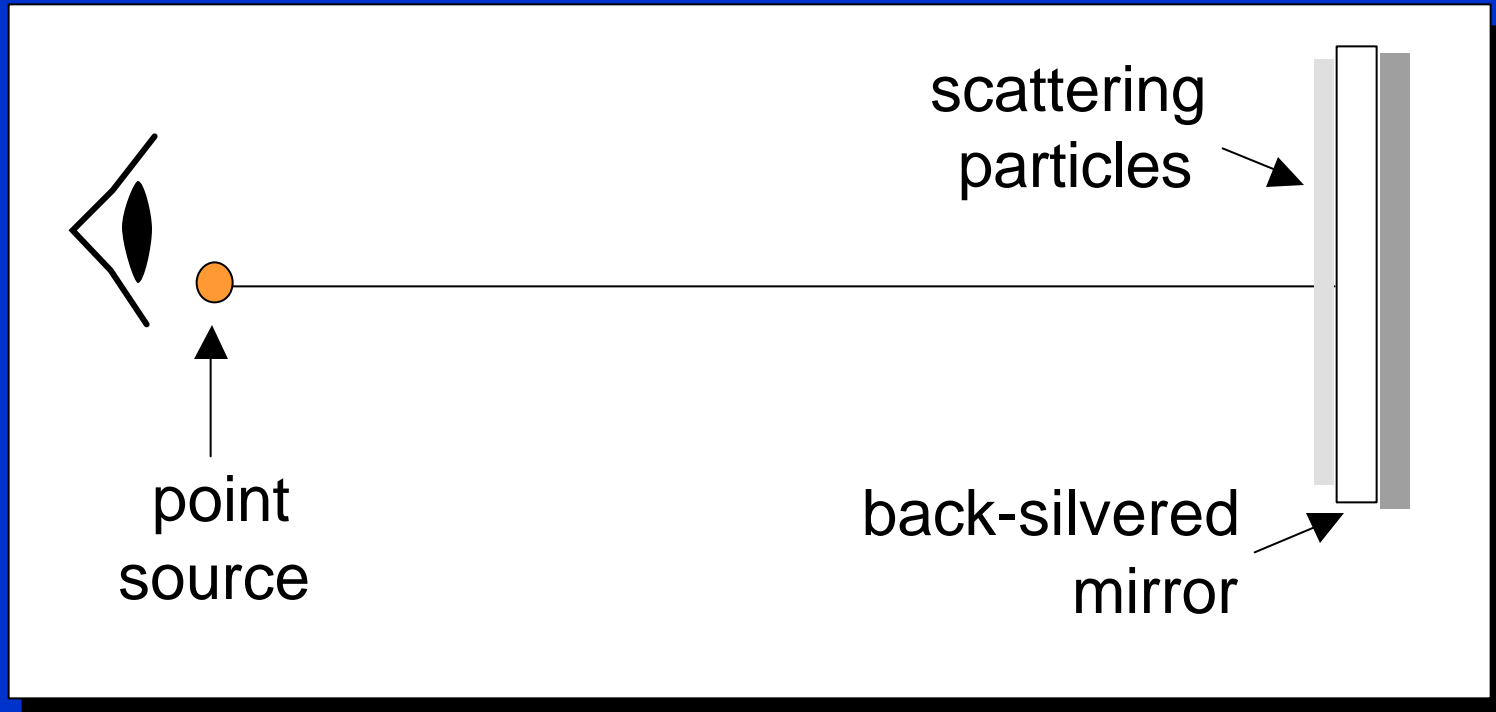 scattering
particles
point
source
back-silvered
mirror